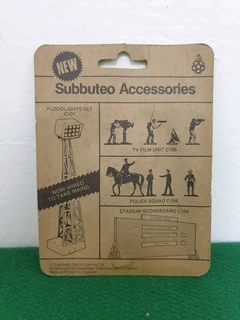 NEW
Subbuteo Accessories
FLOODLIGHTS SET
C151
NOW WIRED
TO TAKE MAINS
TV FILM UNIT C156
POLICE SQUAD C159
STADIUM SCOREBOARD C158